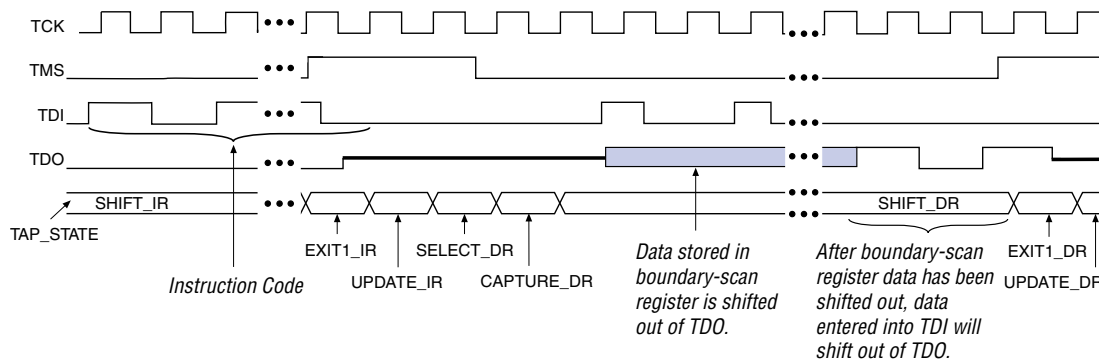 TCK
TMS
TDI
TDO
SHIFT_IR
SHIFT_DR
TAP_STATE
EXIT1_IR
SELECT_DR
EXIT1_DR
Instruction Code
UPDATE_IR
CAPTURE_DR
UPDATE_DR
Data stored in
boundary-scan
register is shifted
out of TDO.
After boundary-scan
register data has been
shifted out, data
entered into TDI will
shift out of TDO.